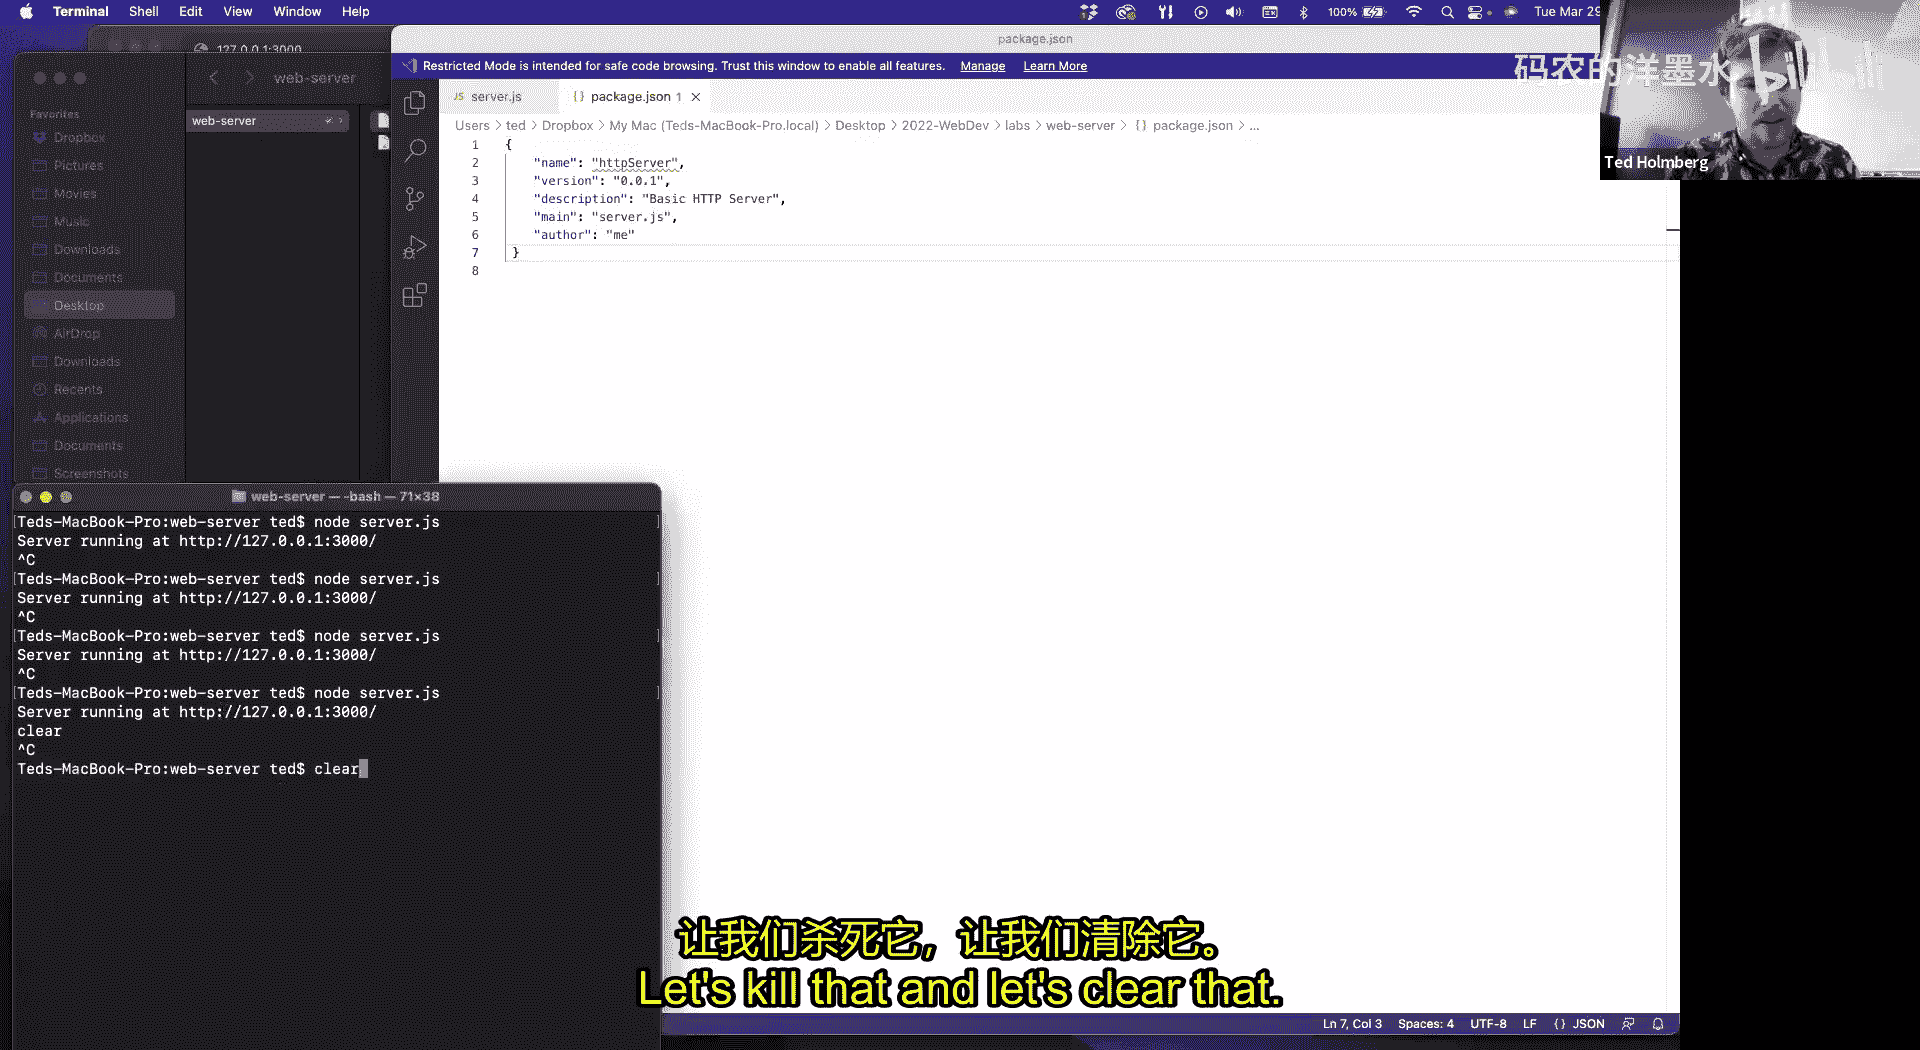 Terminal Shell Edit View Window Help
100% Tue Mar 29
127.0.0.1:3000
package.json
Restricted Mode is intended for safe code browsing. Trust this window to enable all features. Manage Learn More
码农的洋墨水
bilibili
Ted Holmberg
web-server
Favorites
Dropbox
Pictures
Movies
Music
Downloads
Documents
Desktop
AirDrop
Downloads
Recents
Applications
Documents
Screenshots
web-server
JS server.js {} package.json 1
Users > ted > Dropbox > My Mac (Teds-MacBook-Pro.local) > Desktop > 2022-WebDev > labs > web-server > {} package.json > ...
1 {
2 "name": "httpServer",
3 "version": "0.0.1",
4 "description": "Basic HTTP Server",
5 "main": "server.js",
6 "author": "me"
7 }
8
web-server — -bash — 71×38
[Teds-MacBook-Pro:web-server ted$ node server.js ]
Server running at http://127.0.0.1:3000/
^C
[Teds-MacBook-Pro:web-server ted$ node server.js ]
Server running at http://127.0.0.1:3000/
^C
[Teds-MacBook-Pro:web-server ted$ node server.js ]
Server running at http://127.0.0.1:3000/
^C
[Teds-MacBook-Pro:web-server ted$ node server.js ]
Server running at http://127.0.0.1:3000/
clear
^C
Teds-MacBook-Pro:web-server ted$ clear
让我们杀死它，让我们清除它。
Let's kill that and let's clear that.
Ln 7, Col 3 Spaces: 4 UTF-8 LF {} JSON